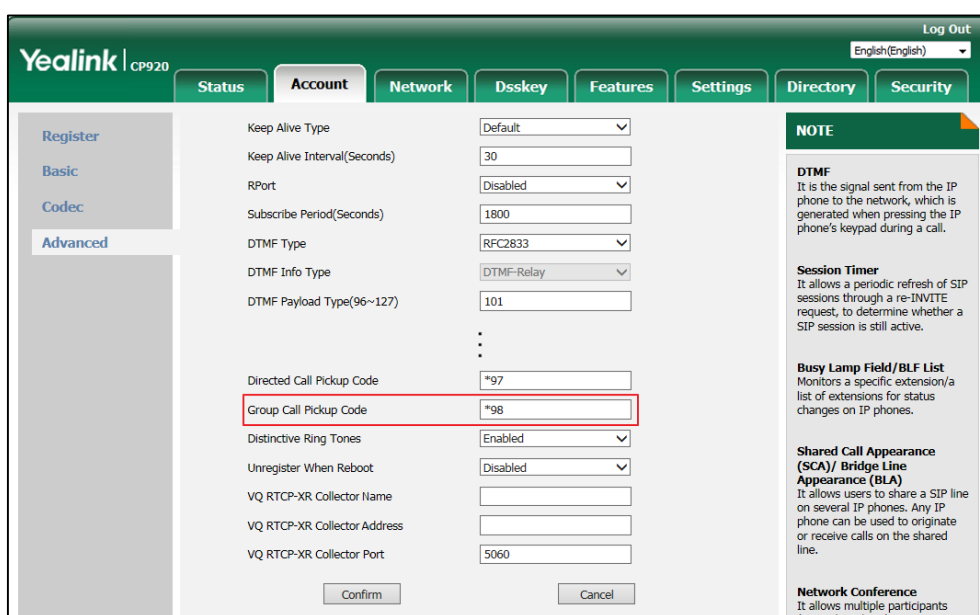 Log Out
Yealink | CP920
English(English)
Status
Account
Network
Dsskey
Features
Settings
Directory
Security
Register
Basic
Codec
Advanced
Keep Alive Type Default
Keep Alive Interval(Seconds) 30
RPort Disabled
Subscribe Period(Seconds) 1800
DTMF Type RFC2833
DTMF Info Type DTMF-Relay
DTMF Payload Type(96~127) 101
Directed Call Pickup Code *97
Group Call Pickup Code *98
Distinctive Ring Tones Enabled
Unregister When Reboot Disabled
VQ RTCP-XR Collector Name
VQ RTCP-XR Collector Address
VQ RTCP-XR Collector Port 5060
Confirm
Cancel
NOTE
DTMF
It is the signal sent from the IP
phone to the network, which is
generated when pressing the IP
phone's keypad during a call.
Session Timer
It allows a periodic refresh of SIP
sessions through a re-INVITE
request, to determine whether a
SIP session is still active.
Busy Lamp Field/BLF List
Monitors a specific extension/a
list of extensions for status
changes on IP phones.
Shared Call Appearance
(SCA)/ Bridge Line
Appearance (BLA)
It allows users to share a SIP line
on several IP phones. Any IP
phone can be used to originate
or receive calls on the shared
line.
Network Conference
It allows multiple participants